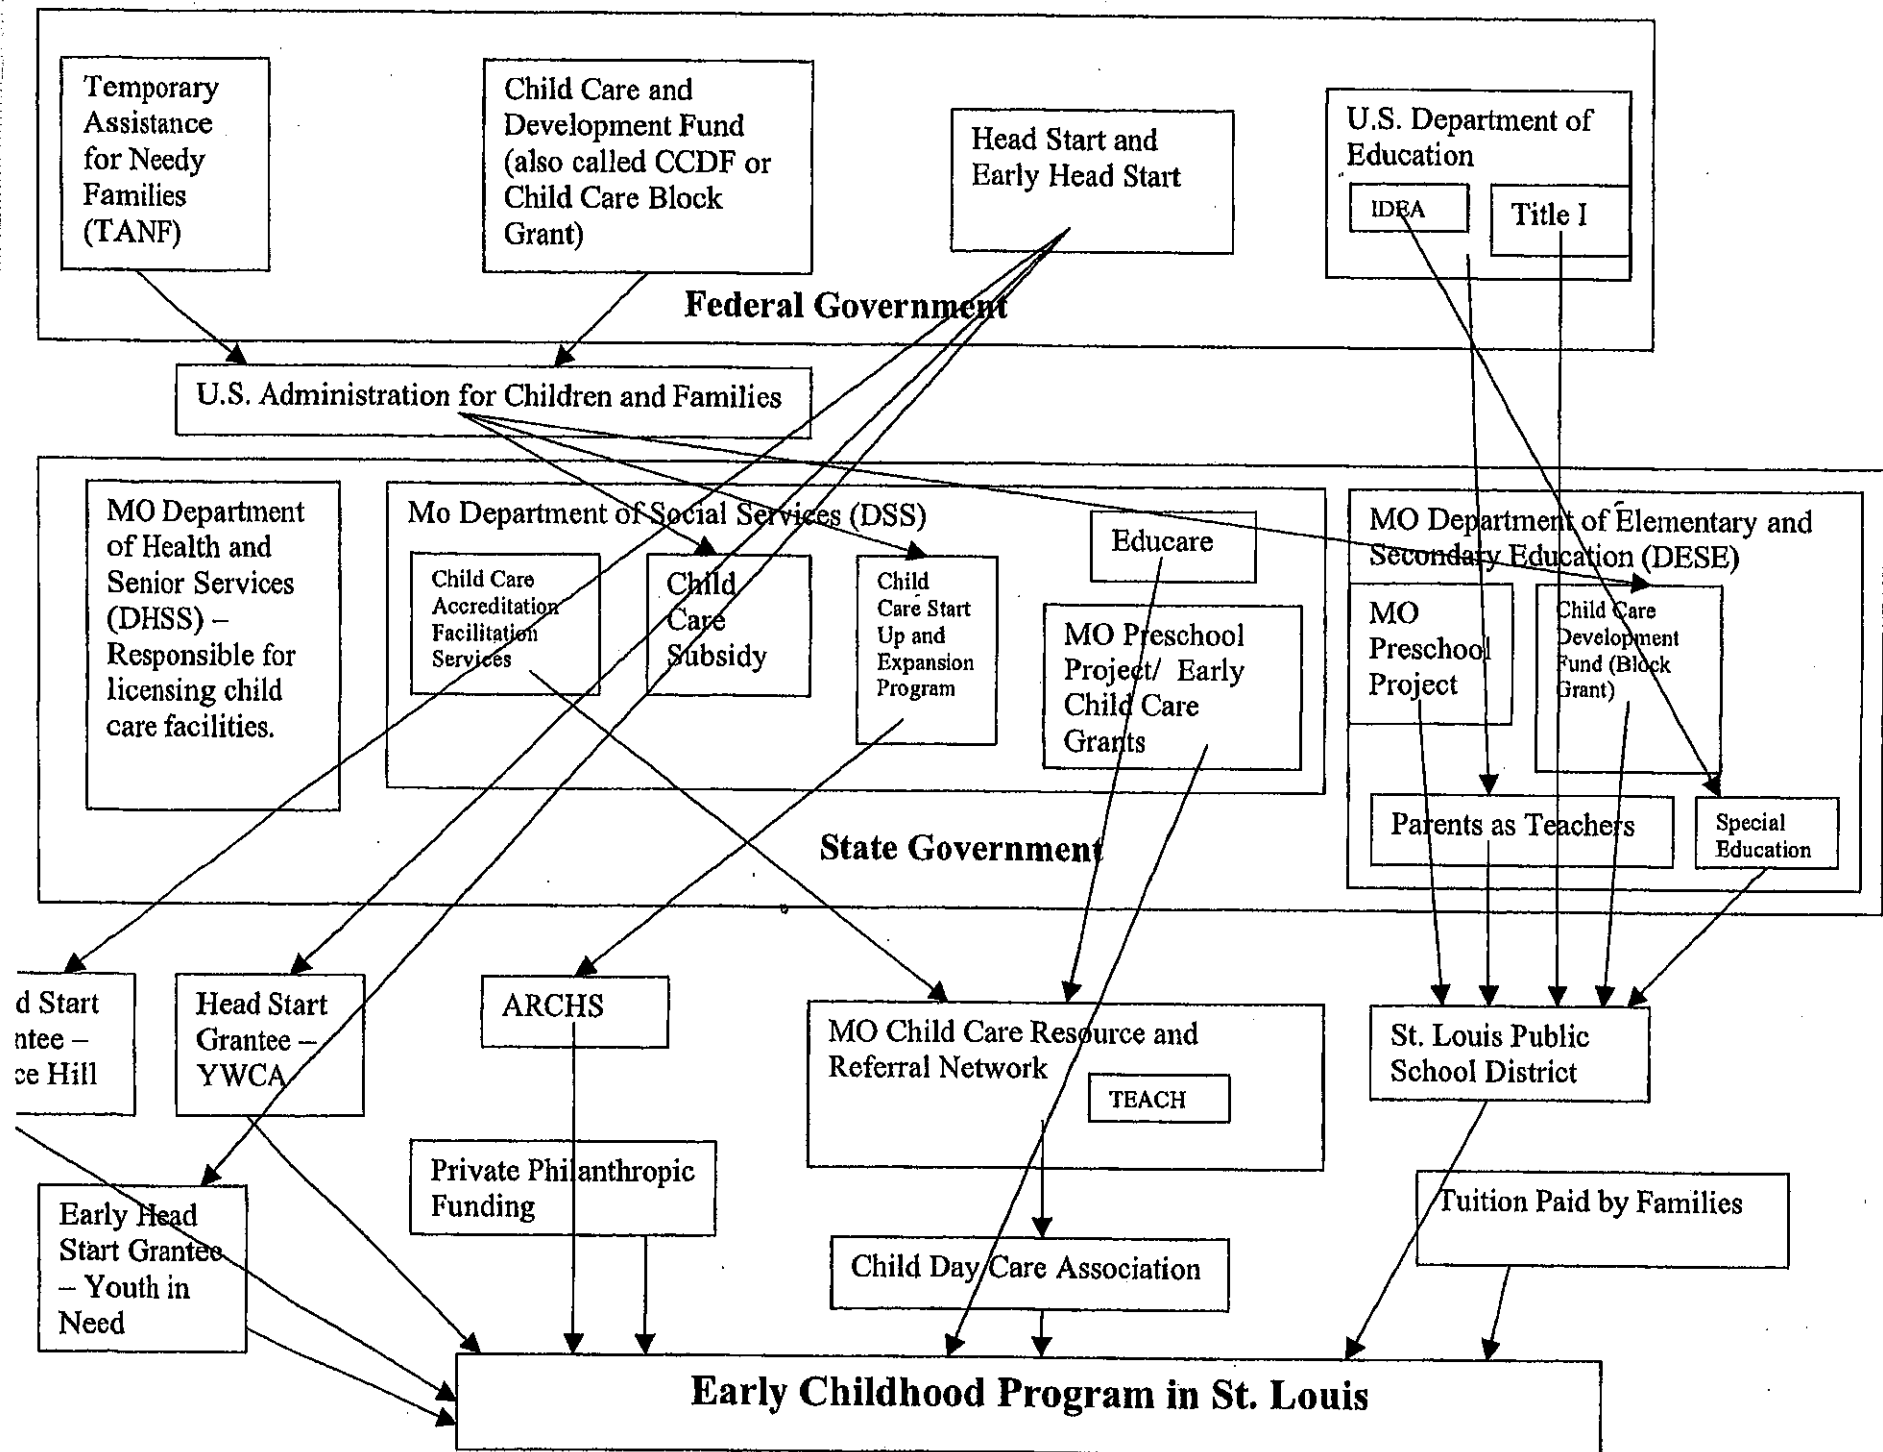 Temporary
Assistance
for Needy
Families
(TANF)
Child Care and
Development Fund
(also called CCDF or
Child Care Block
Grant)
Head Start and
Early Head Start
U.S. Department of
Education
IDEA
Title I
Federal Government
U.S. Administration for Children and Families
MO Department
of Health and
Senior Services
(DHSS) –
Responsible for
licensing child
care facilities.
Mo Department of Social Services (DSS)
Child Care
Accreditation
Facilitation
Services
Child
Care
Subsidy
Child
Care Start
Up and
Expansion
Program
Educare
MO Preschool
Project/ Early
Child Care
Grants
MO Department of Elementary and
Secondary Education (DESE)
MO
Preschool
Project
Child Care
Development
Fund (Block
Grant)
Parents as Teachers
Special
Education
State Government
d Start
ntee –
ce Hill
Head Start
Grantee –
YWCA
ARCHS
MO Child Care Resource and
Referral Network
TEACH
St. Louis Public
School District
Early Head
Start Grantee
– Youth in
Need
Private Philanthropic
Funding
Child Day Care Association
Tuition Paid by Families
Early Childhood Program in St. Louis